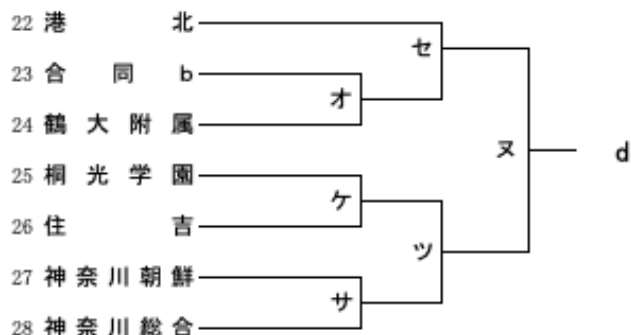 22 港北
セ
23 合同b
オ
24 鶴大附属
ヌ d
25 桐光学園
ケ
26 住吉
ツ
27 神奈川朝鮮
サ
28 神奈川総合